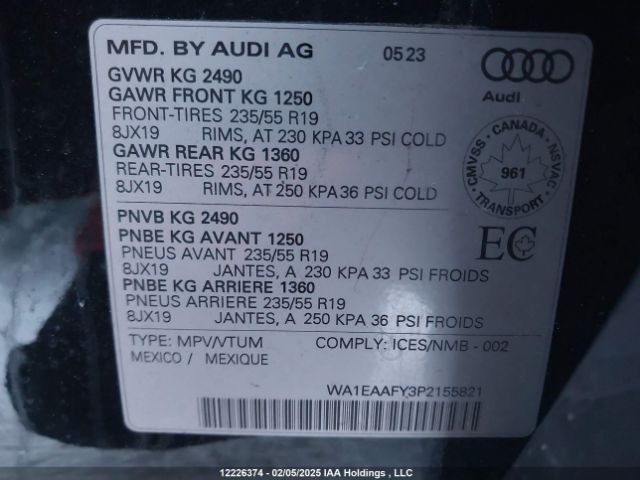 MFD. BY AUDI AG 0523
Audi
GVWR KG 2490
GAWR FRONT KG 1250
FRONT-TIRES 235/55 R19
8JX19 RIMS, AT 230 KPA 33 PSI COLD
GAWR REAR KG 1360
REAR-TIRES 235/55 R19
8JX19 RIMS, AT 250 KPA 36 PSI COLD
CMVSS - CANADA - NSVAC
961
TRANSPORT
PNVB KG 2490
PNBE KG AVANT 1250
PNEUS AVANT 235/55 R19
8JX19 JANTES, A 230 KPA 33 PSI FROIDS
PNBE KG ARRIERE 1360
PNEUS ARRIERE 235/55 R19
8JX19 JANTES, A 250 KPA 36 PSI FROIDS
EC
TYPE: MPV/VTUM COMPLY: ICES/NMB - 002
MEXICO / MEXIQUE
WA1EAAFY3P2155821
12226374 - 02/05/2025 IAA Holdings , LLC